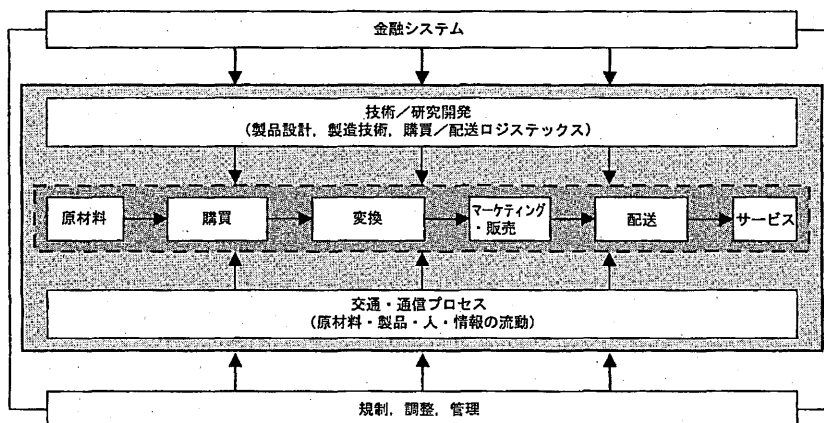 金融システム
技術／研究開発
(製品設計，製造技術，購買／配送ロジステックス)
原材料
購買
変換
マーケティング
・販売
配送
サービス
交通・通信プロセス
(原材料・製品・人・情報の流動)
規制，調整，管理